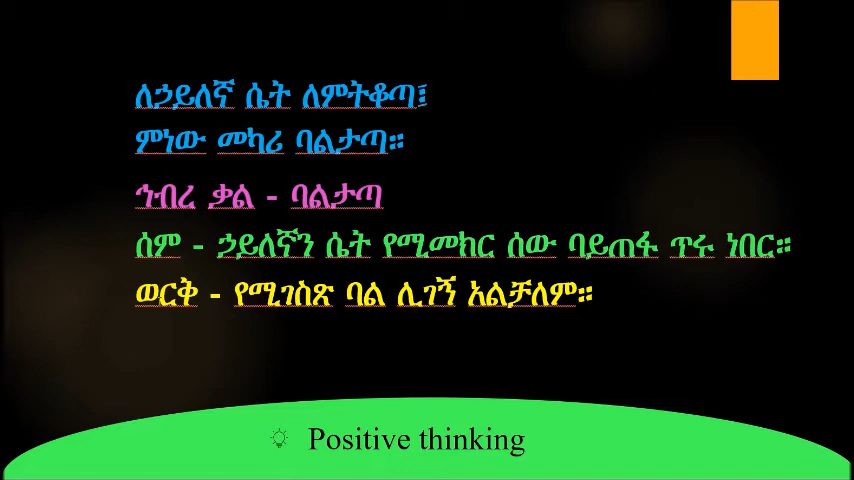 ለኃይለኛ ሴት ለምትቆጣ፤
ምነው መካሪ ባልታጣ።
ኅብረ ቃል - ባልታጣ
ሰም - ኃይለኛን ሴት የሚመክር ሰው ባይጠፋ ጥሩ ነበር።
ወርቅ - የሚገስጽ ባል ሊገኝ አልቻለም።
Positive thinking